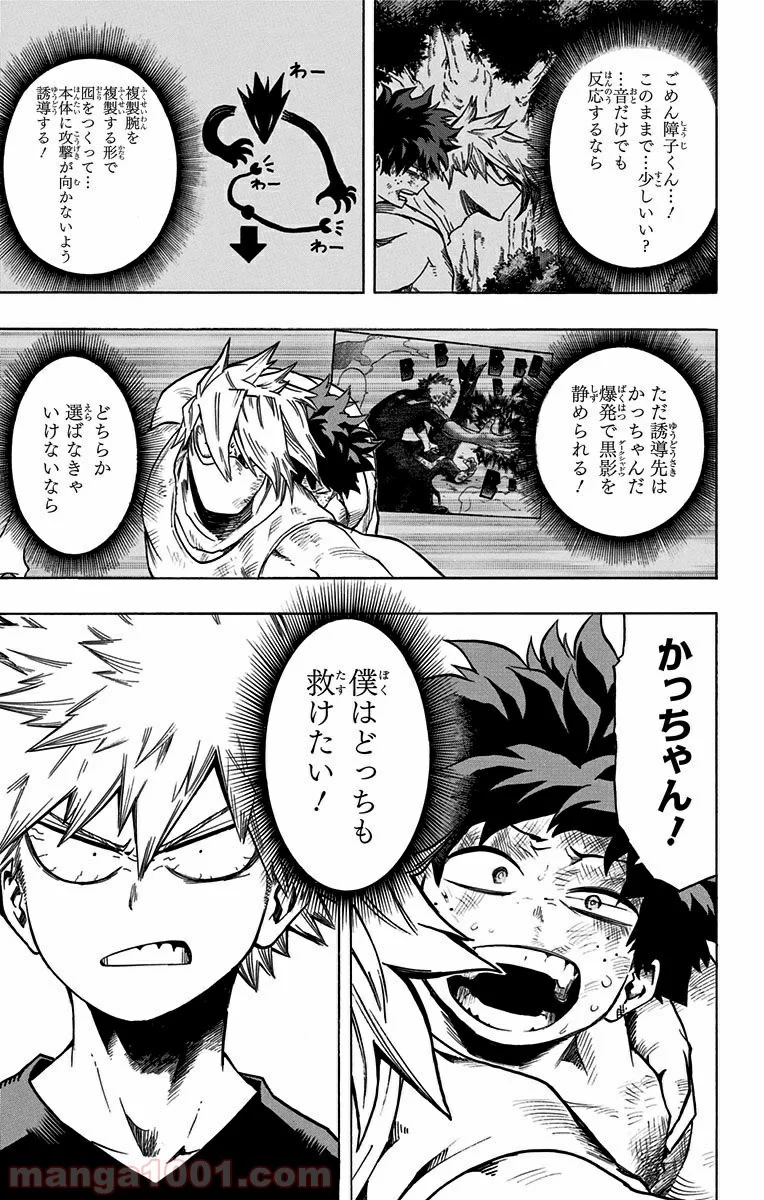 ごめん障子くん…！
このままで…少しいい？
…音だけでも
反応するなら
複製腕を
複製する形で
囮をつくって…
本体に攻撃が
向かないよう
誘導する！
わー
わー
わー
ただ誘導先は
かっちゃんだ
爆発で黒影を
静められる！
どちらか
選ばなきゃ
いけないなら
かっちゃん！
僕はどっちも
救けたい！
manga1001.com